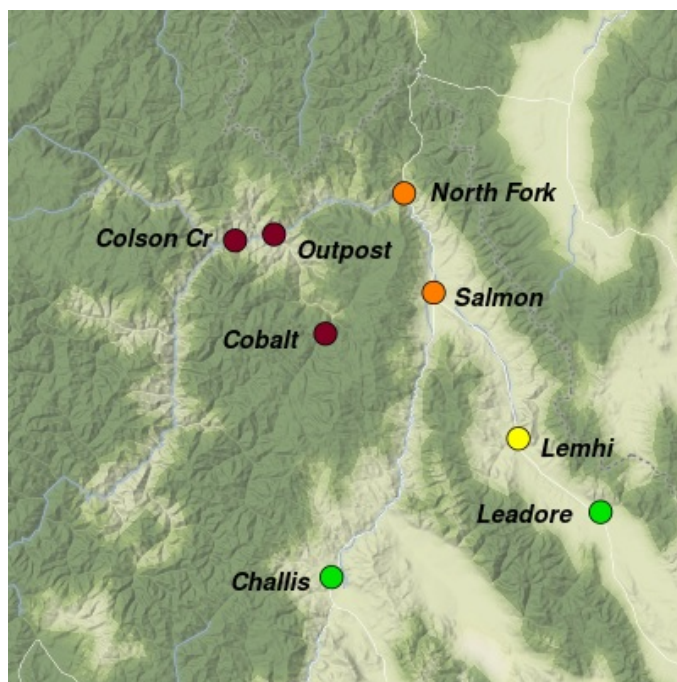 North Fork
Colson Cr
Outpost
Salmon
Cobalt
Lemhi
Leadore
Challis